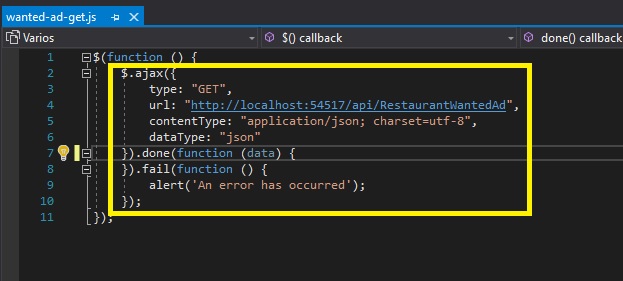 wanted-ad-get.js
Varios $() callback done() callback
1 $(function () {
2 $.ajax({
3 type: "GET",
4 url: "http://localhost:54517/api/RestaurantWantedAd",
5 contentType: "application/json; charset=utf-8",
6 dataType: "json"
7 }).done(function (data) {
8 }).fail(function () {
9 alert('An error has occurred');
10 });
11 });